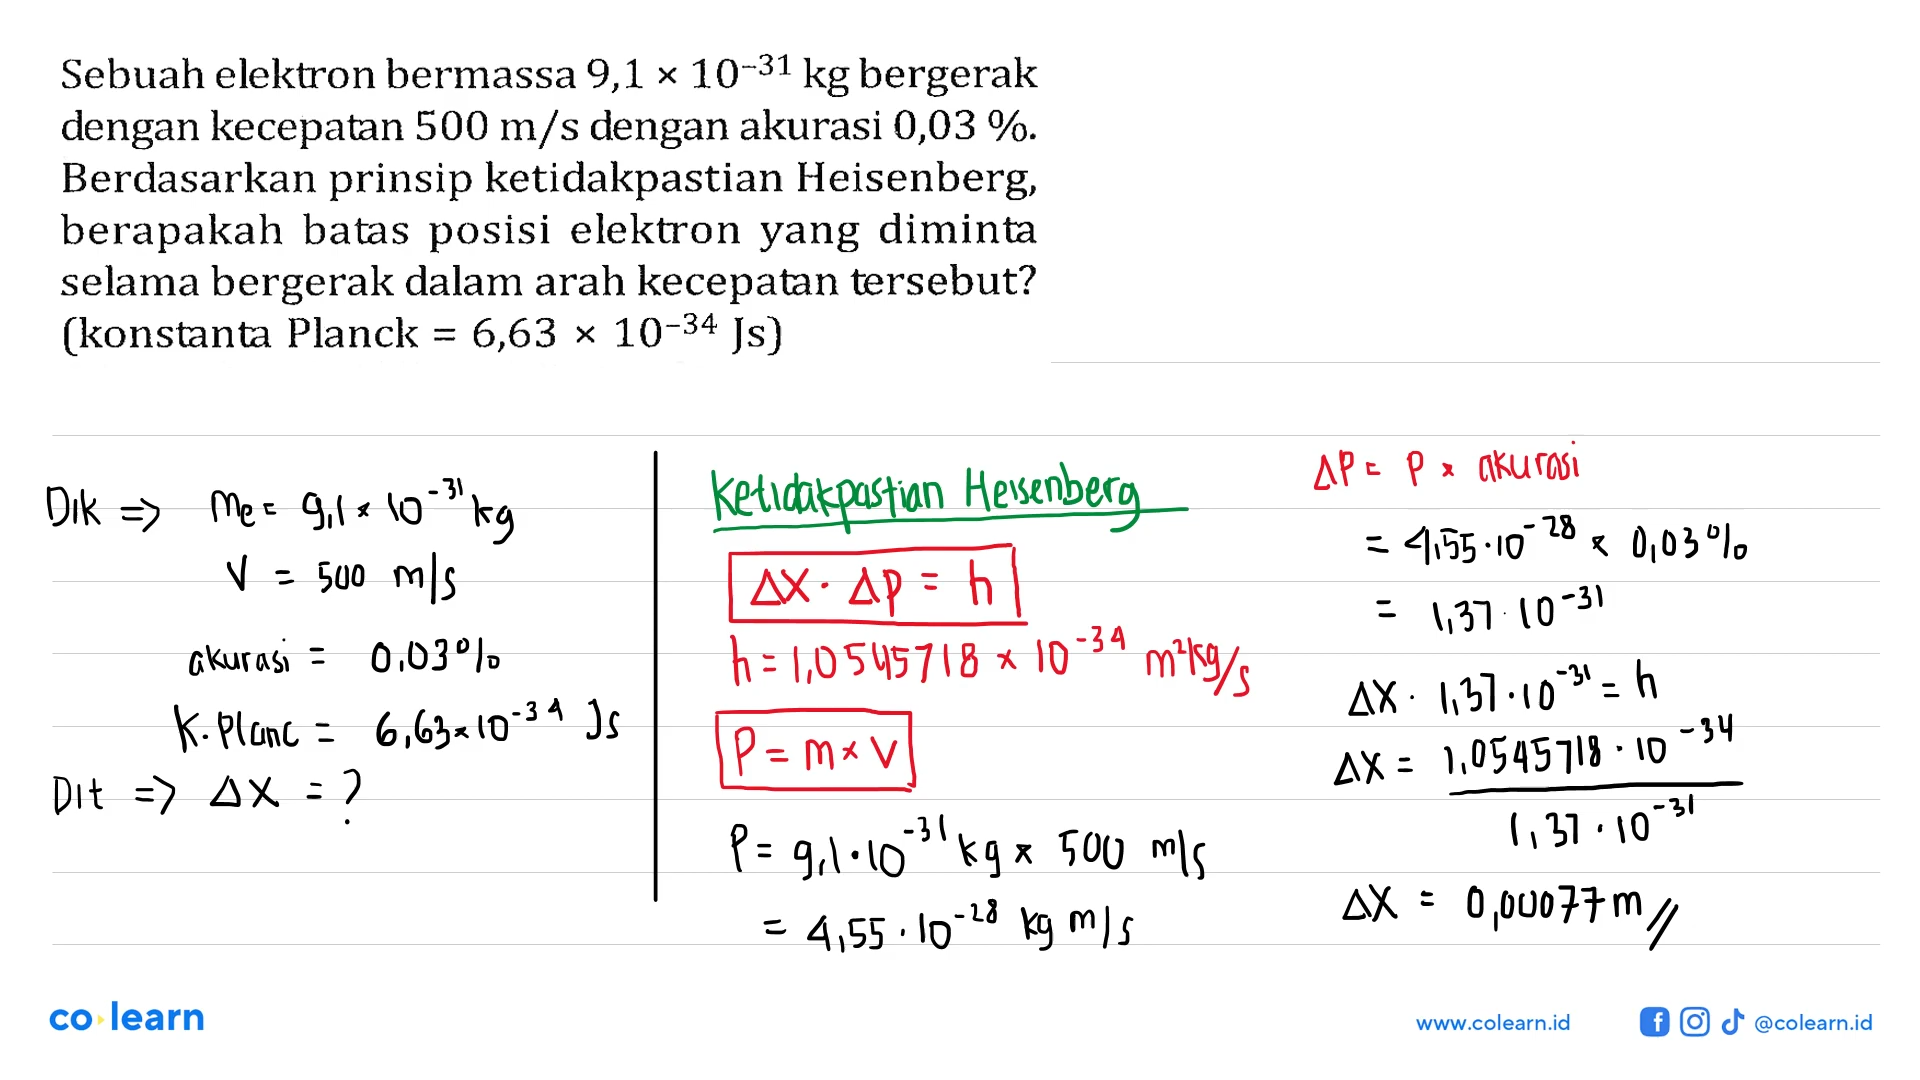 Sebuah elektron bermassa 9,1 × 10⁻³¹ kg bergerak
dengan kecepatan 500 m/s dengan akurasi 0,03 %.
Berdasarkan prinsip ketidakpastian Heisenberg,
berapakah batas posisi elektron yang diminta
selama bergerak dalam arah kecepatan tersebut?
(konstanta Planck = 6,63 × 10⁻³⁴ Js)
Dik => me = 9,1 × 10⁻³¹ kg
V = 500 m/s
akurasi = 0,03%
K. Planc = 6,63 × 10⁻³⁴ Js
Dit => ΔX = ?
Ketidakpastian Heisenberg
ΔX · Δp = h
h = 1,0545718 × 10⁻³⁴ m²kg/s
P = m × v
P = 9,1 · 10⁻³¹ kg × 500 m/s
= 4,55 · 10⁻²⁸ kg m/s
ΔP = P × akurasi
= 4,55 · 10⁻²⁸ × 0,03%
= 1,37 · 10⁻³¹
ΔX · 1,37 · 10⁻³¹ = h
ΔX = 1,0545718 · 10⁻³⁴
1,37 · 10⁻³¹
ΔX = 0,00077 m //
co learn
www.colearn.id
@colearn.id